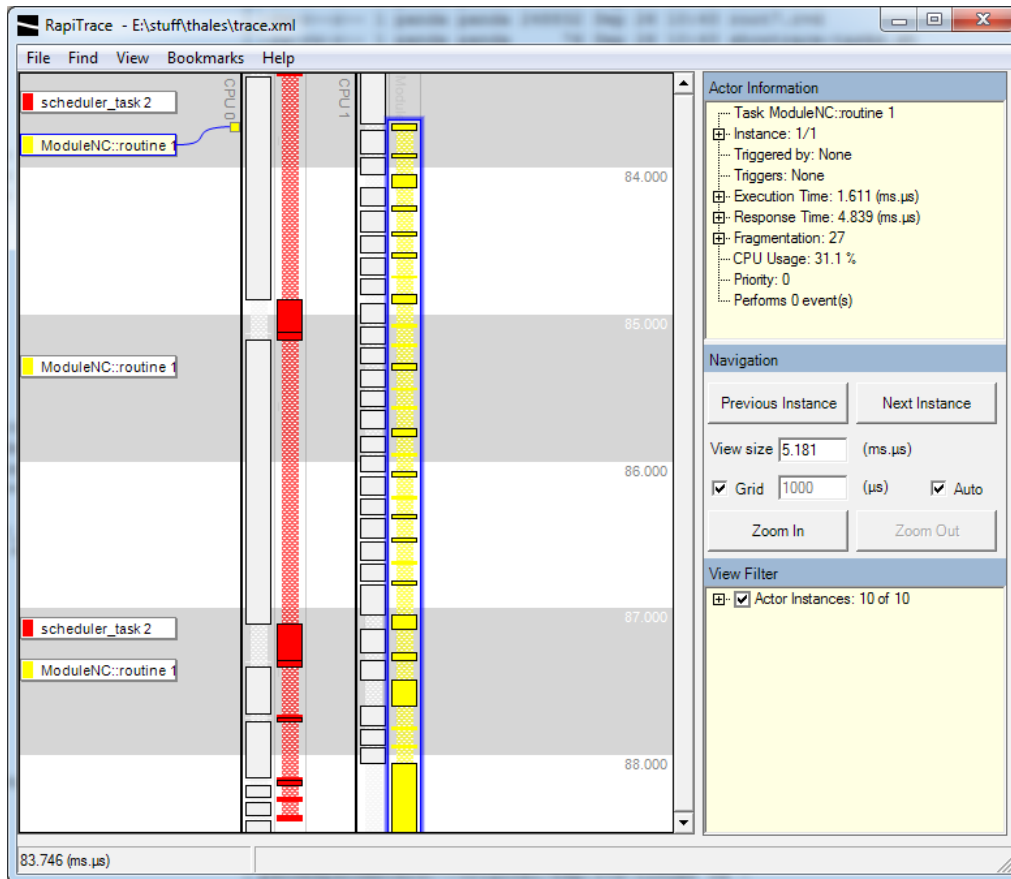 RapiTrace - E:\stuff\thales\trace.xml
File Find View Bookmarks Help
CPU 0
CPU 1
scheduler_task 2
ModuleNC::routine 1
ModuleNC::routine 1
scheduler_task 2
ModuleNC::routine 1
84.000
85.000
86.000
87.000
88.000
Actor Information
Task ModuleNC::routine 1
Instance: 1/1
Triggered by: None
Triggers: None
Execution Time: 1.611 (ms.µs)
Response Time: 4.839 (ms.µs)
Fragmentation: 27
CPU Usage: 31.1 %
Priority: 0
Performs 0 event(s)
Navigation
Previous Instance Next Instance
View size 5.181 (ms.µs)
Grid 1000 (µs) Auto
Zoom In Zoom Out
View Filter
Actor Instances: 10 of 10
83.746 (ms.µs)